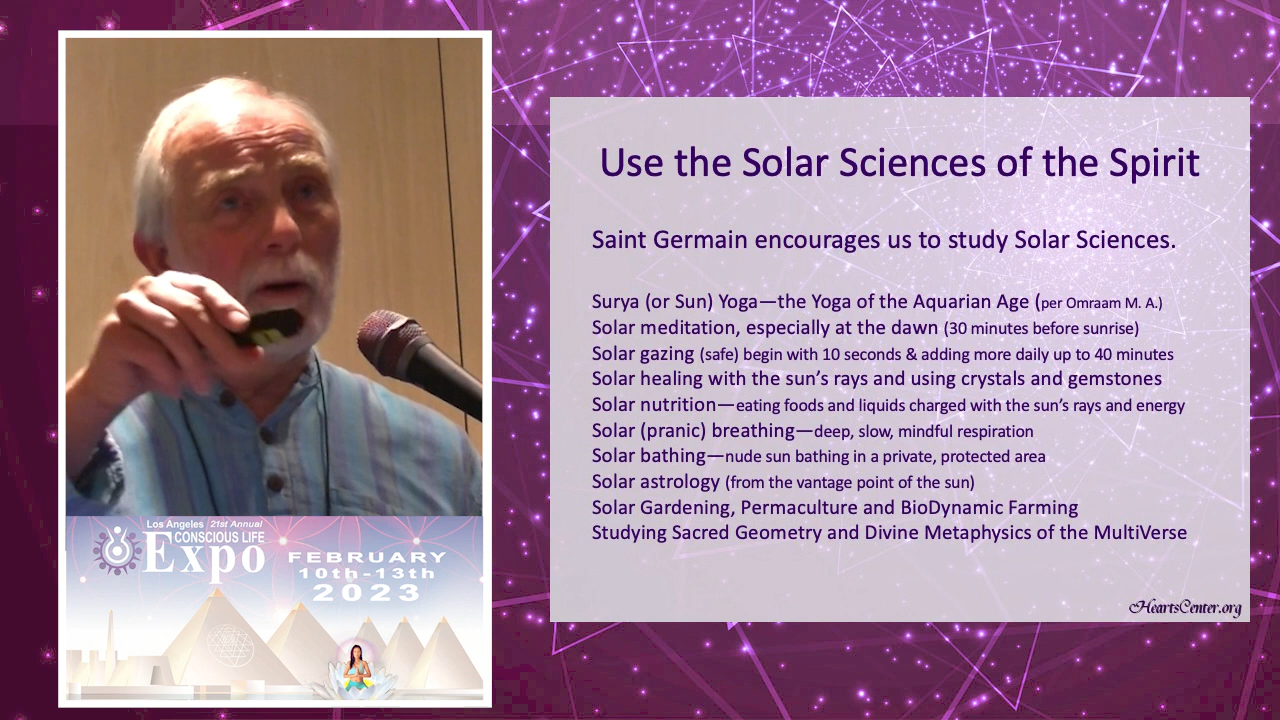 Use the Solar Sciences of the Spirit
Saint Germain encourages us to study Solar Sciences.
Surya (or Sun) Yoga—the Yoga of the Aquarian Age (per Omraam M. A.)
Solar meditation, especially at the dawn (30 minutes before sunrise)
Solar gazing (safe) begin with 10 seconds & adding more daily up to 40 minutes
Solar healing with the sun’s rays and using crystals and gemstones
Solar nutrition—eating foods and liquids charged with the sun’s rays and energy
Solar (pranic) breathing—deep, slow, mindful respiration
Solar bathing—nude sun bathing in a private, protected area
Solar astrology (from the vantage point of the sun)
Solar Gardening, Permaculture and BioDynamic Farming
Studying Sacred Geometry and Divine Metaphysics of the MultiVerse
HeartsCenter.org
Los Angeles 21st Annual
CONSCIOUS LIFE
Expo
FEBRUARY
10th-13th
2023